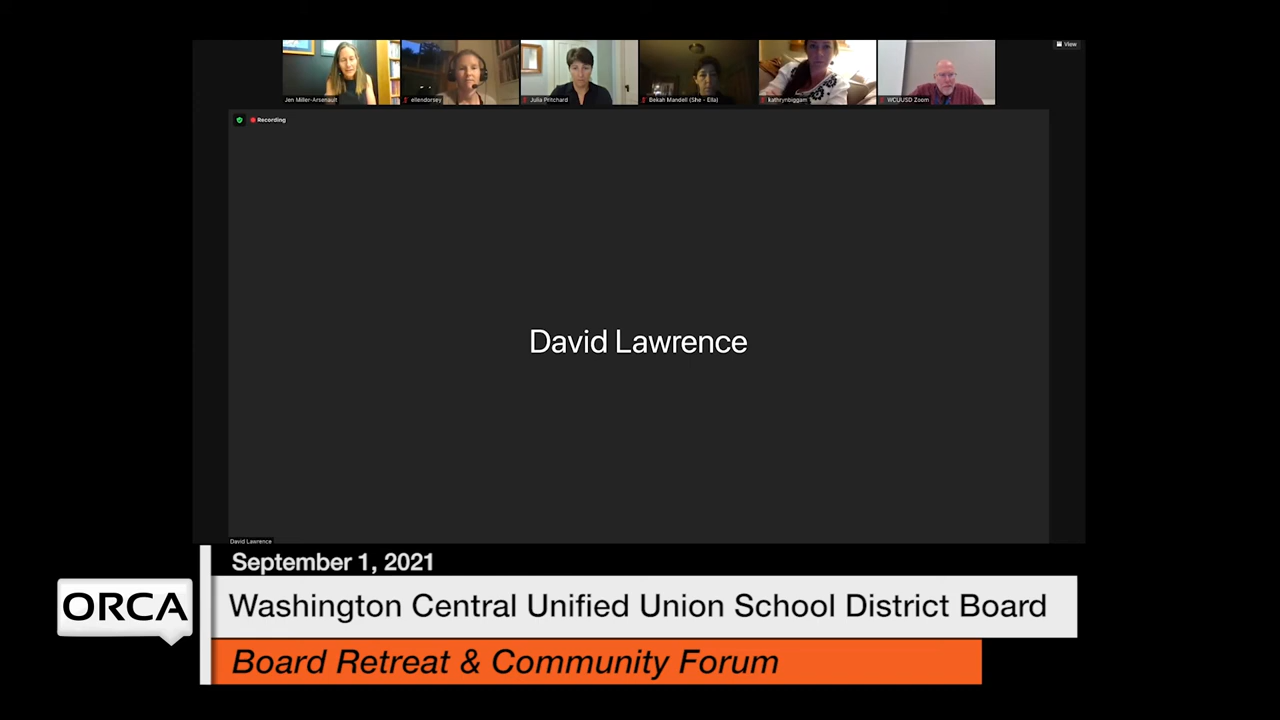 View
Jen Miller-Arsenault
ellendorsey
Julia Pritchard
Bekah Mandell (She - Ella)
kathrynbiggam
WCUUSD Zoom
Recording
David Lawrence
David Lawrence
September 1, 2021
ORCA
Washington Central Unified Union School District Board
Board Retreat & Community Forum